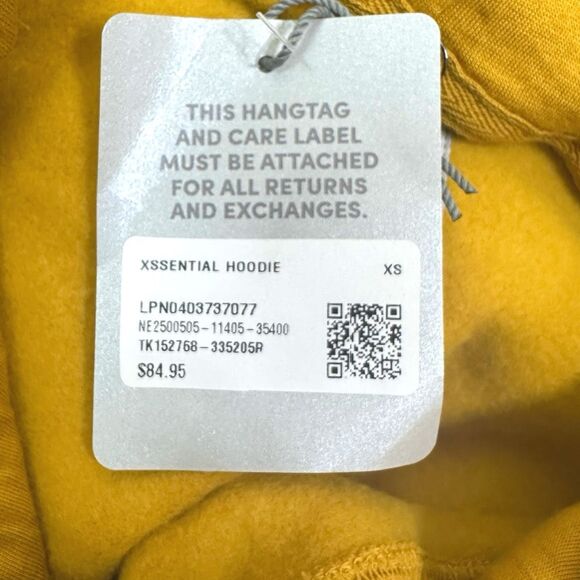 THIS HANGTAG
AND CARE LABEL
MUST BE ATTACHED
FOR ALL RETURNS
AND EXCHANGES.
XSSENTIAL HOODIE XS
LPN0403737077
NE2500505-11405-35400
TK152768-335205R
$84.95